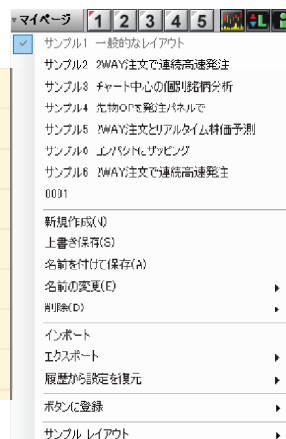 マイページ 1 2 3 4 5
サンプル1 一般的なレイアウト
サンプル2 2WAY注文で連続高速発注
サンプル3 チャート中心の個別銘柄分析
サンプル4 先物OPを発注パネルで
サンプル5 2WAY注文とリアルタイム株価予測
サンプル6 コンパクトにザッピング
サンプル6 2WAY注文で連続高速発注
0001
新規作成(N)
上書き保存(S)
名前を付けて保存(A)
名前の変更(E)
削除(D)
インポート
エクスポート
履歴から設定を復元
ボタンに登録
サンプル レイアウト